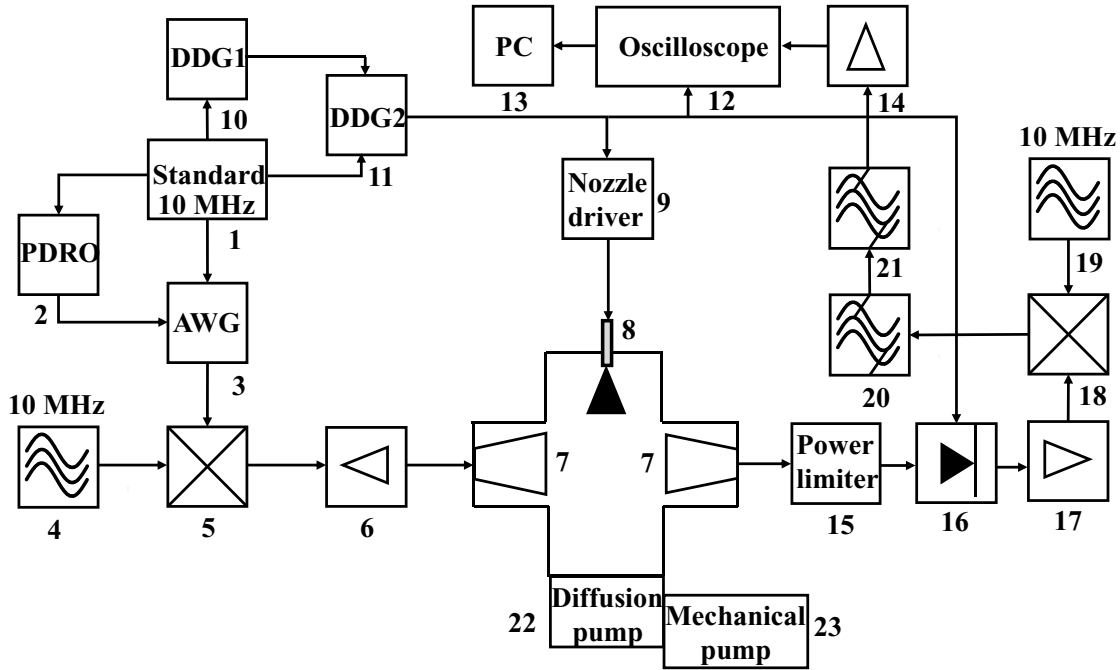 DDG1
10
DDG2
11
Standard
10 MHz
1
PDRO
2
AWG
3
10 MHz
4
5
6
7
7
8
Nozzle
driver
9
PC
13
Oscilloscope
12
14
21
20
10 MHz
19
18
Power
limiter
15
16
17
22
Diffusion
pump
Mechanical
pump
23